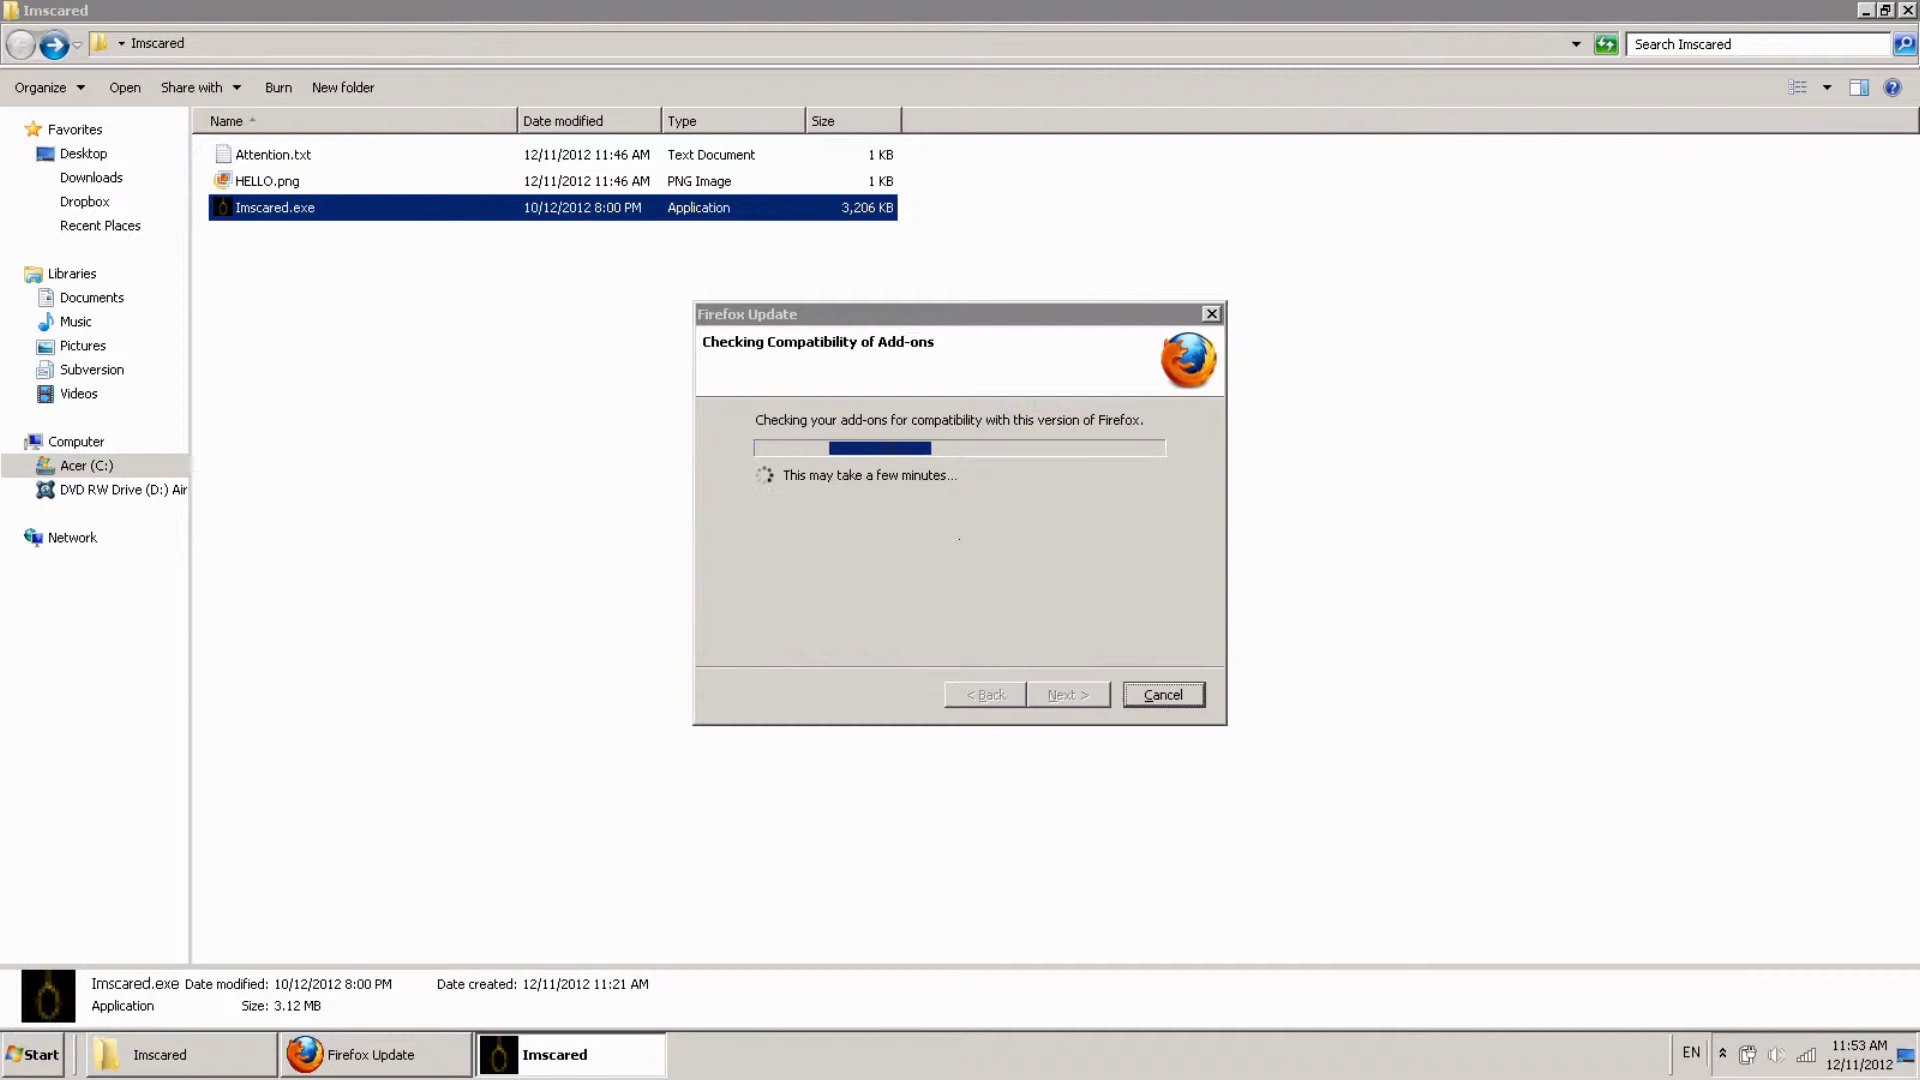 Imscared
Imscared
Search Imscared
Organize Open Share with Burn New folder
Name Date modified Type Size
Favorites
Desktop
Downloads
Dropbox
Recent Places
Libraries
Documents
Music
Pictures
Subversion
Videos
Computer
Acer (C:)
DVD RW Drive (D:) Air
Network
Attention.txt 12/11/2012 11:46 AM Text Document 1 KB
HELLO.png 12/11/2012 11:46 AM PNG Image 1 KB
Imscared.exe 10/12/2012 8:00 PM Application 3,206 KB
Firefox Update
Checking Compatibility of Add-ons
Checking your add-ons for compatibility with this version of Firefox.
This may take a few minutes...
< Back Next > Cancel
Imscared.exe Date modified: 10/12/2012 8:00 PM Date created: 12/11/2012 11:21 AM
Application Size: 3.12 MB
Start Imscared Firefox Update Imscared EN 11:53 AM
12/11/2012